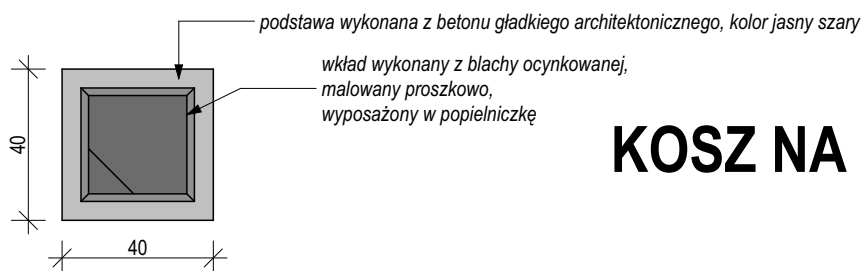 podstawa wykonana z betonu gładkiego architektonicznego, kolor jasny szary
wkład wykonany z blachy ocynkowanej,
malowany proszkowo,
wyposażony w popielniczkę
KOSZ NA
40
40